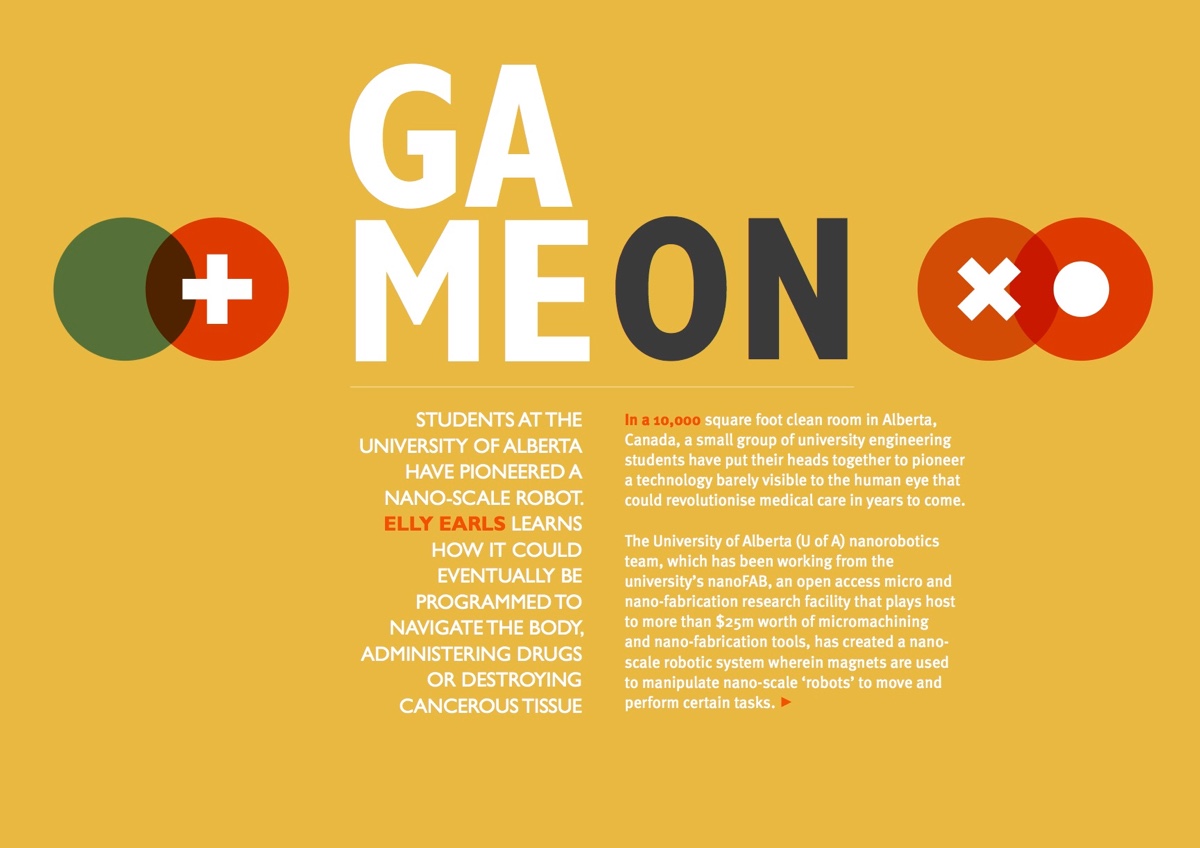 GA
MEON
STUDENTS AT THE
UNIVERSITY OF ALBERTA
HAVE PIONEERED A
NANO-SCALE ROBOT.
ELLY EARLS LEARNS
HOW IT COULD
EVENTUALLY BE
PROGRAMMED TO
NAVIGATE THE BODY,
ADMINISTERING DRUGS
OR DESTROYING
CANCEROUS TISSUE
In a 10,000 square foot clean room in Alberta,
Canada, a small group of university engineering
students have put their heads together to pioneer
a technology barely visible to the human eye that
could revolutionise medical care in years to come.
The University of Alberta (U of A) nanorobotics
team, which has been working from the
university’s nanoFAB, an open access micro and
nano-fabrication research facility that plays host
to more than $25m worth of micromachining
and nano-fabrication tools, has created a nano-
scale robotic system wherein magnets are used
to manipulate nano-scale ‘robots’ to move and
perform certain tasks.